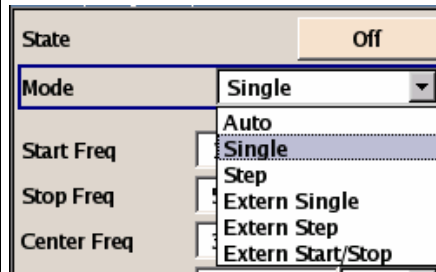 State Off
Mode Single
Auto
Start Freq Single
Step
Stop Freq Extern Single
Extern Step
Center Freq Extern Start/Stop